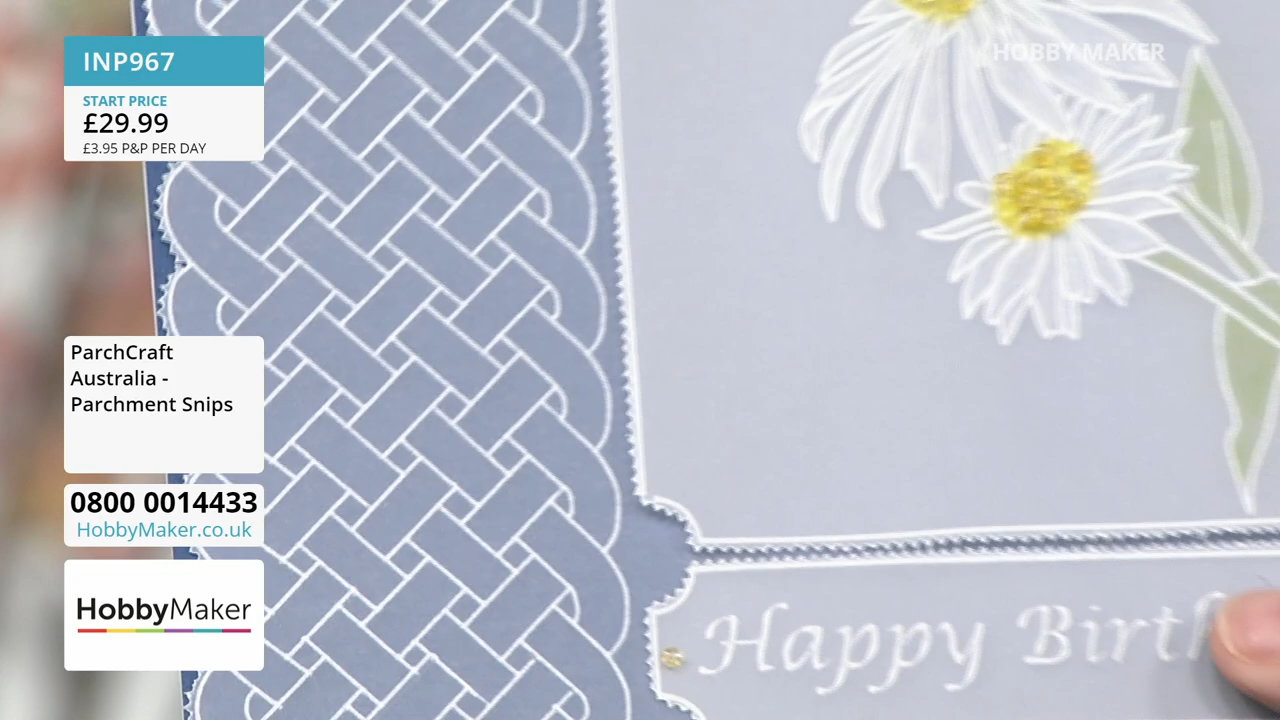 INP967
START PRICE
£29.99
£3.95 P&P PER DAY
ParchCraft
Australia -
Parchment Snips
0800 0014433
HobbyMaker.co.uk
HobbyMaker
HOBBY MAKER
Happy Birth